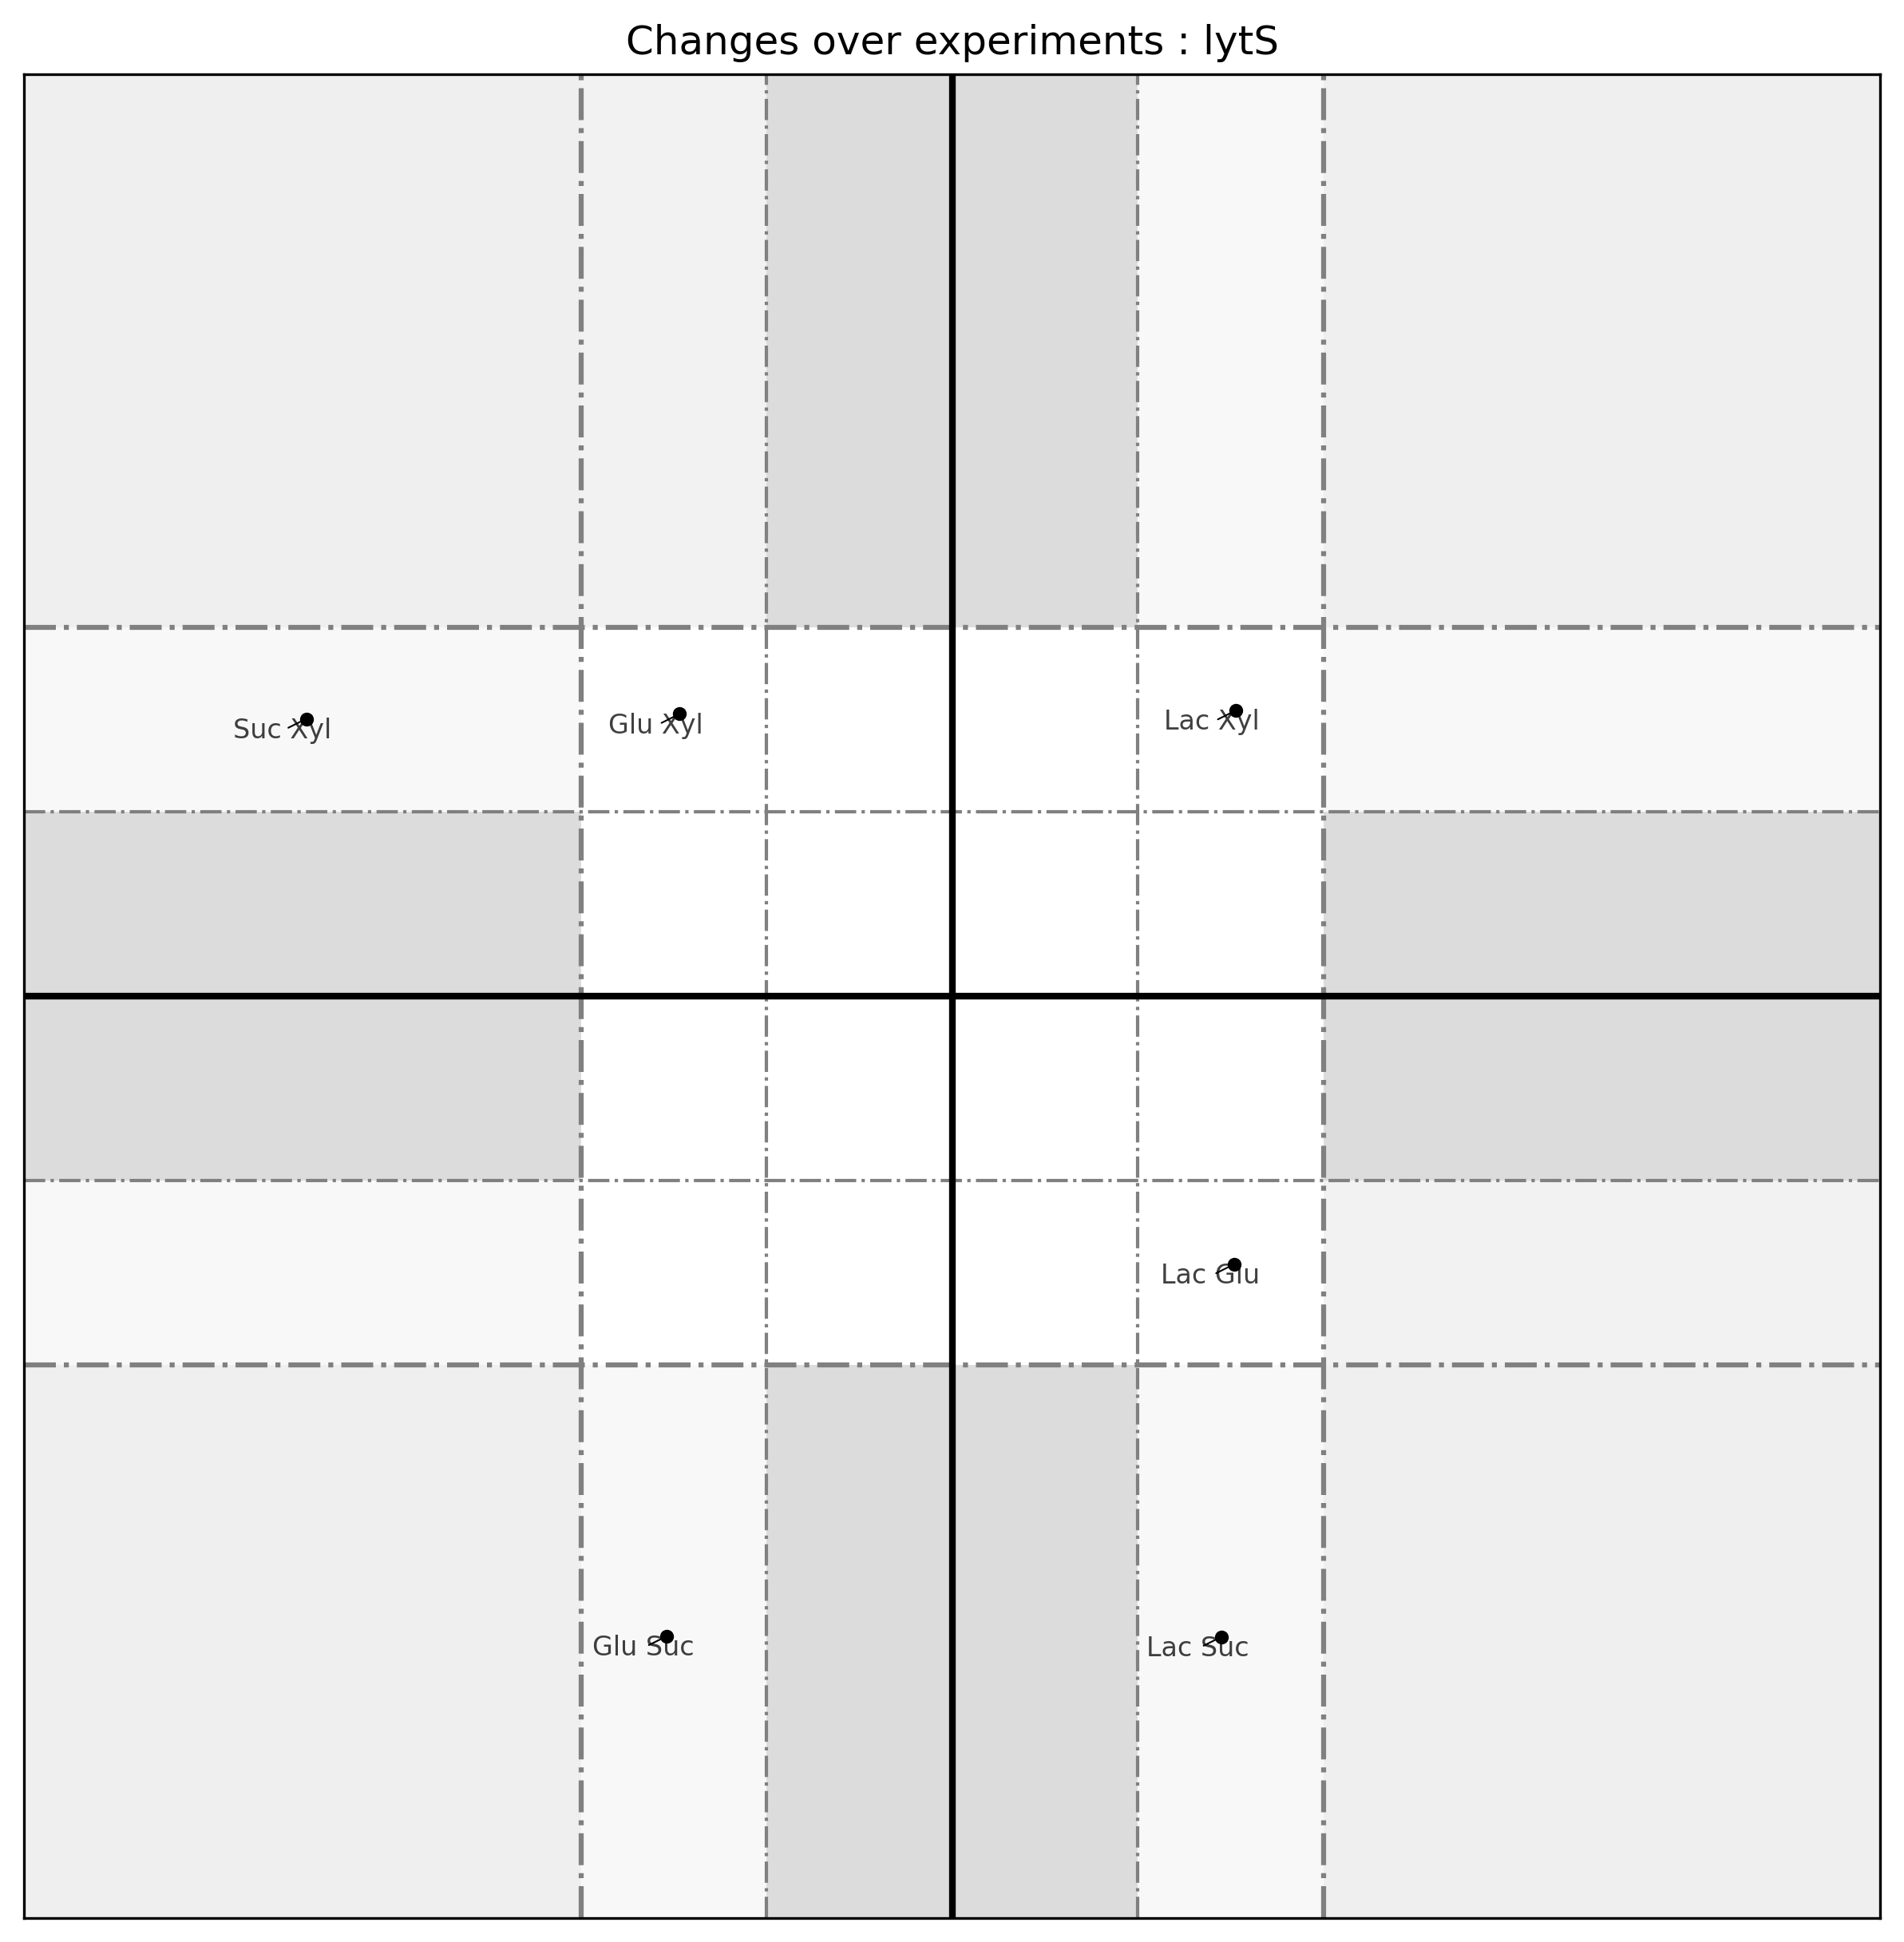 Changes over experiments : lytS
Suc Xyl
Glu Xyl
Lac Xyl
Lac Glu
Glu Suc
Lac Suc